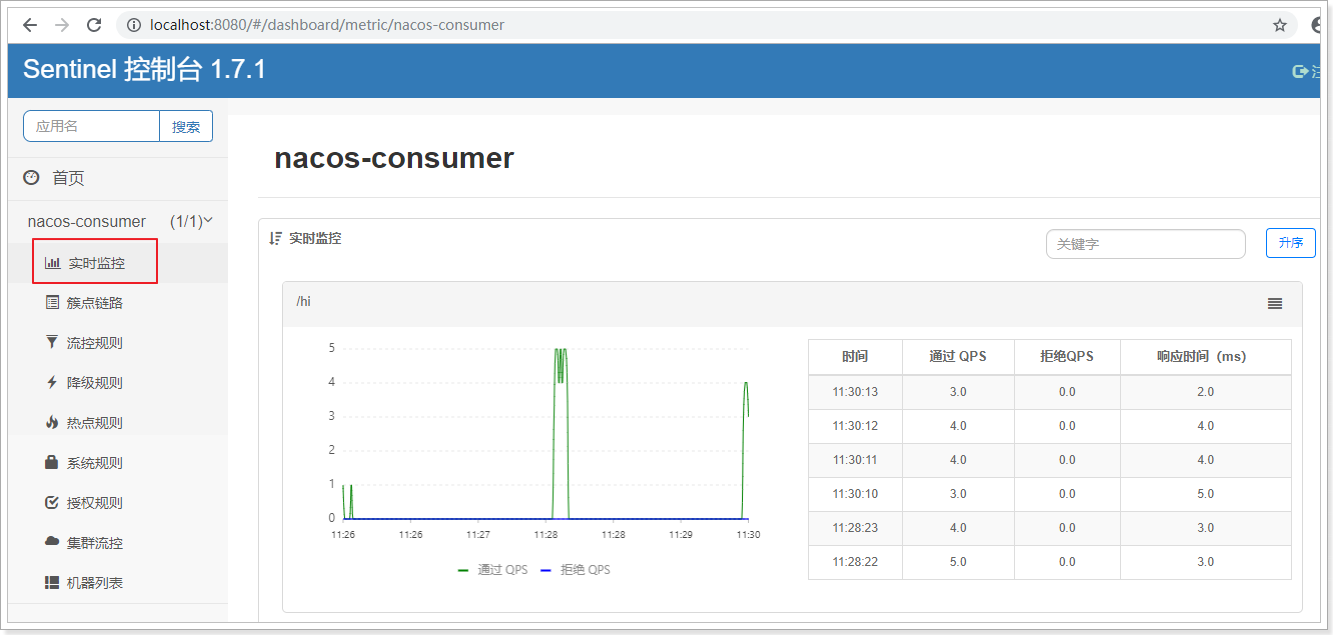 localhost:8080/#/dashboard/metric/nacos-consumer
Sentinel 控制台 1.7.1
应用名 搜索
首页
nacos-consumer (1/1)
实时监控
簇点链路
流控规则
降级规则
热点规则
系统规则
授权规则
集群流控
机器列表
nacos-consumer
实时监控 关键字 升序
/hi
5
4
3
2
1
0
11:26 11:26 11:27 11:28 11:28 11:29 11:30
通过 QPS 拒绝 QPS
时间 通过 QPS 拒绝QPS 响应时间（ms）
11:30:13 3.0 0.0 2.0
11:30:12 4.0 0.0 4.0
11:30:11 4.0 0.0 4.0
11:30:10 3.0 0.0 5.0
11:28:23 4.0 0.0 3.0
11:28:22 5.0 0.0 3.0